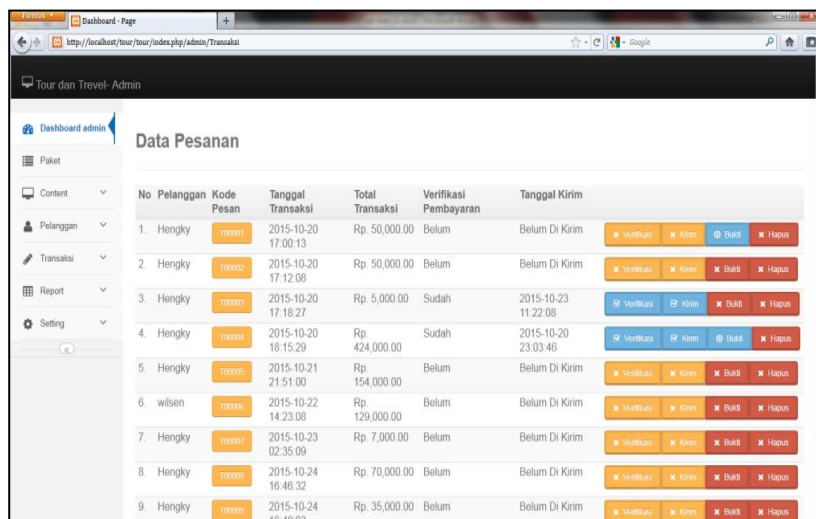 Firefox
Dashboard - Page
+
http://localhost/tour/tour/index.php/admin/Transaksi
Google
Tour dan Trevel- Admin
Dashboard admin
Paket
Content
Pelanggan
Transaksi
Report
Setting
Data Pesanan
No Pelanggan Kode Pesan Tanggal Transaksi Total Transaksi Verifikasi Pembayaran Tanggal Kirim
1. Hengky T00001 2015-10-20 17:00:13 Rp. 50,000.00 Belum Belum Di Kirim Verifikasi Kirim Bukti Hapus
2. Hengky T00002 2015-10-20 17:12:08 Rp. 50,000.00 Belum Belum Di Kirim Verifikasi Kirim Bukti Hapus
3. Hengky T00003 2015-10-20 17:18:27 Rp. 5,000.00 Sudah 2015-10-23 11:22:08 Verifikasi Kirim Bukti Hapus
4. Hengky T00004 2015-10-20 18:15:29 Rp. 424,000.00 Sudah 2015-10-20 23:03:46 Verifikasi Kirim Bukti Hapus
5. Hengky T00005 2015-10-21 21:51:00 Rp. 154,000.00 Belum Belum Di Kirim Verifikasi Kirim Bukti Hapus
6. wilsen T00006 2015-10-22 14:23:08 Rp. 129,000.00 Belum Belum Di Kirim Verifikasi Kirim Bukti Hapus
7. Hengky T00007 2015-10-23 02:35:09 Rp. 7,000.00 Belum Belum Di Kirim Verifikasi Kirim Bukti Hapus
8. Hengky T00008 2015-10-24 16:46:32 Rp. 70,000.00 Belum Belum Di Kirim Verifikasi Kirim Bukti Hapus
9. Hengky T00009 2015-10-24 Rp. 35,000.00 Belum Belum Di Kirim Verifikasi Kirim Bukti Hapus